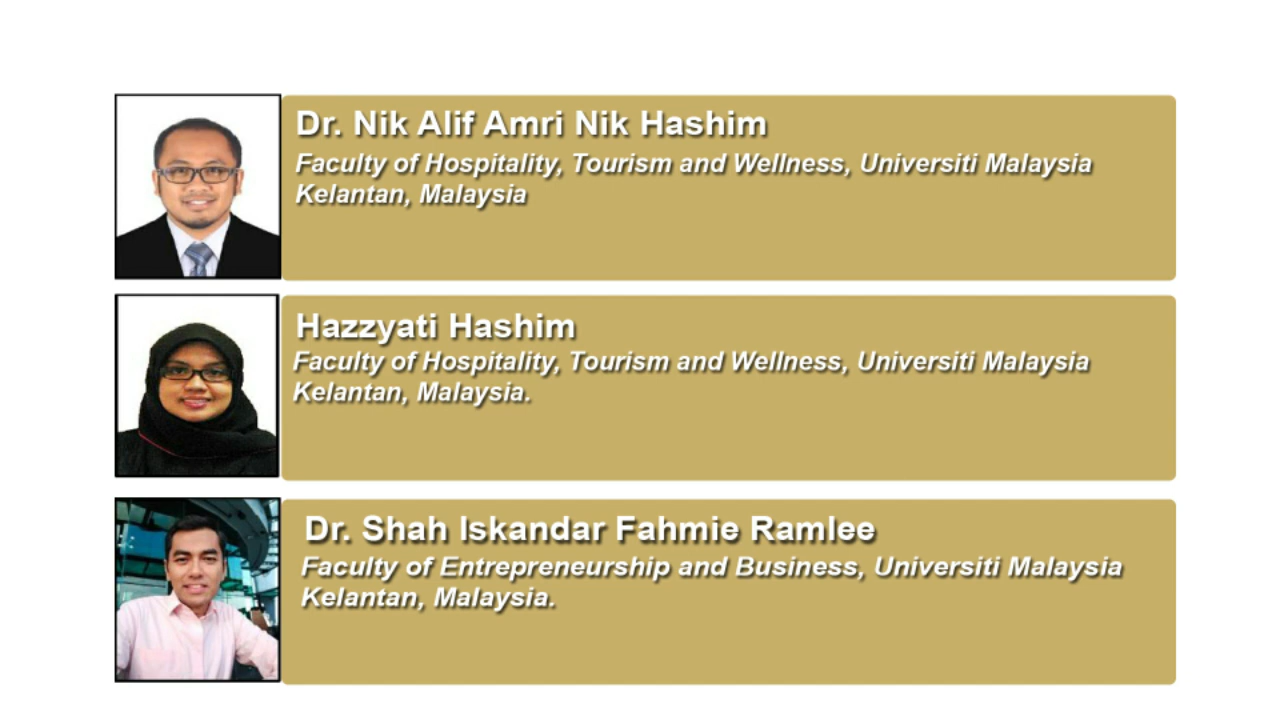 Dr. Nik Alif Amri Nik Hashim
Faculty of Hospitality, Tourism and Wellness, Universiti Malaysia
Kelantan, Malaysia
Hazzyati Hashim
Faculty of Hospitality, Tourism and Wellness, Universiti Malaysia
Kelantan, Malaysia.
Dr. Shah Iskandar Fahmie Ramlee
Faculty of Entrepreneurship and Business, Universiti Malaysia
Kelantan, Malaysia.